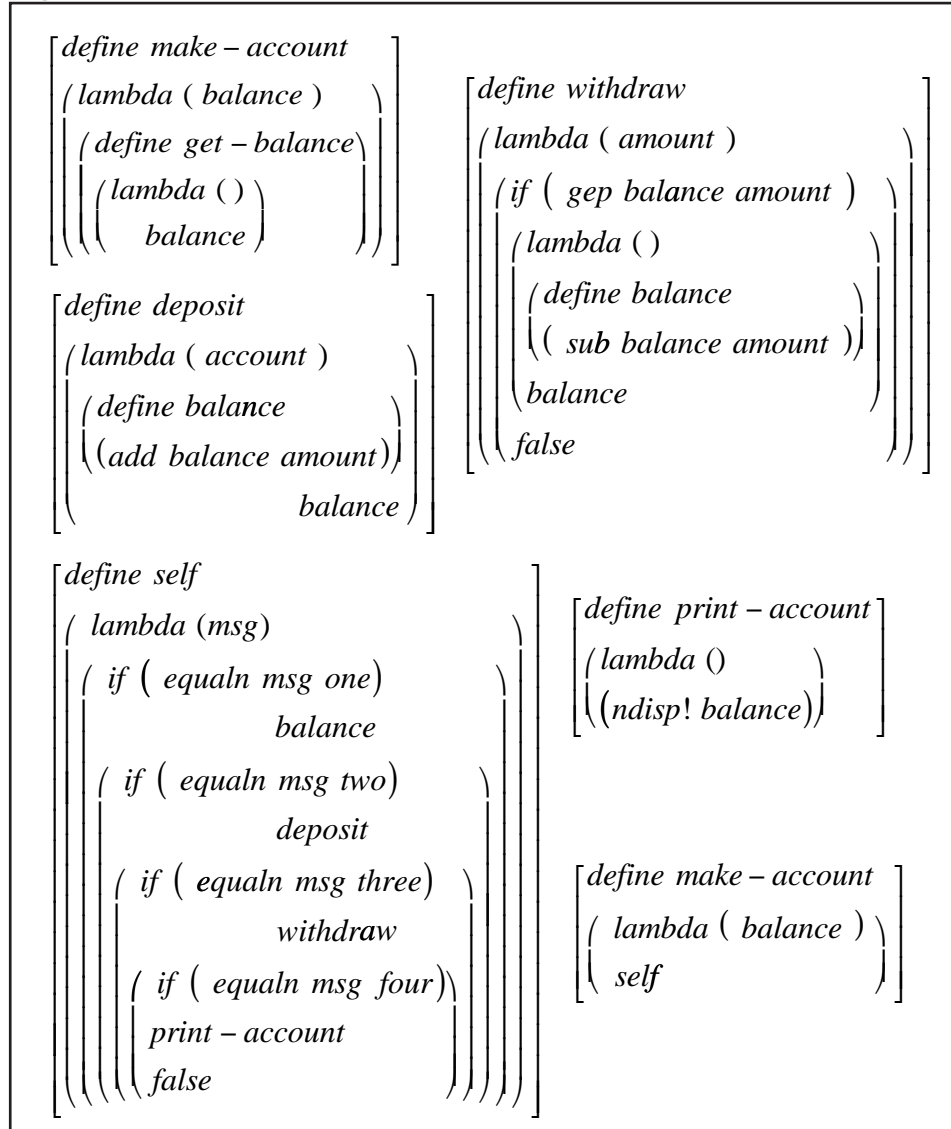 [define make – account
(lambda ( balance )
(define get – balance)
(lambda ( )
balance)
[define withdraw
(lambda ( amount )
(if ( gep balance amount )
(lambda ( )
(define balance
(( sub balance amount ))
balance
false
[define deposit
(lambda ( account )
(define balance
((add balance amount))
balance)
[define self
( lambda (msg)
( if ( equaln msg one)
balance
( if ( equaln msg two)
deposit
( if ( equaln msg three)
withdraw
( if ( equaln msg four)
print – account
false
[define print – account]
(lambda ()
((ndisp! balance))
[define make – account
( lambda ( balance )
self